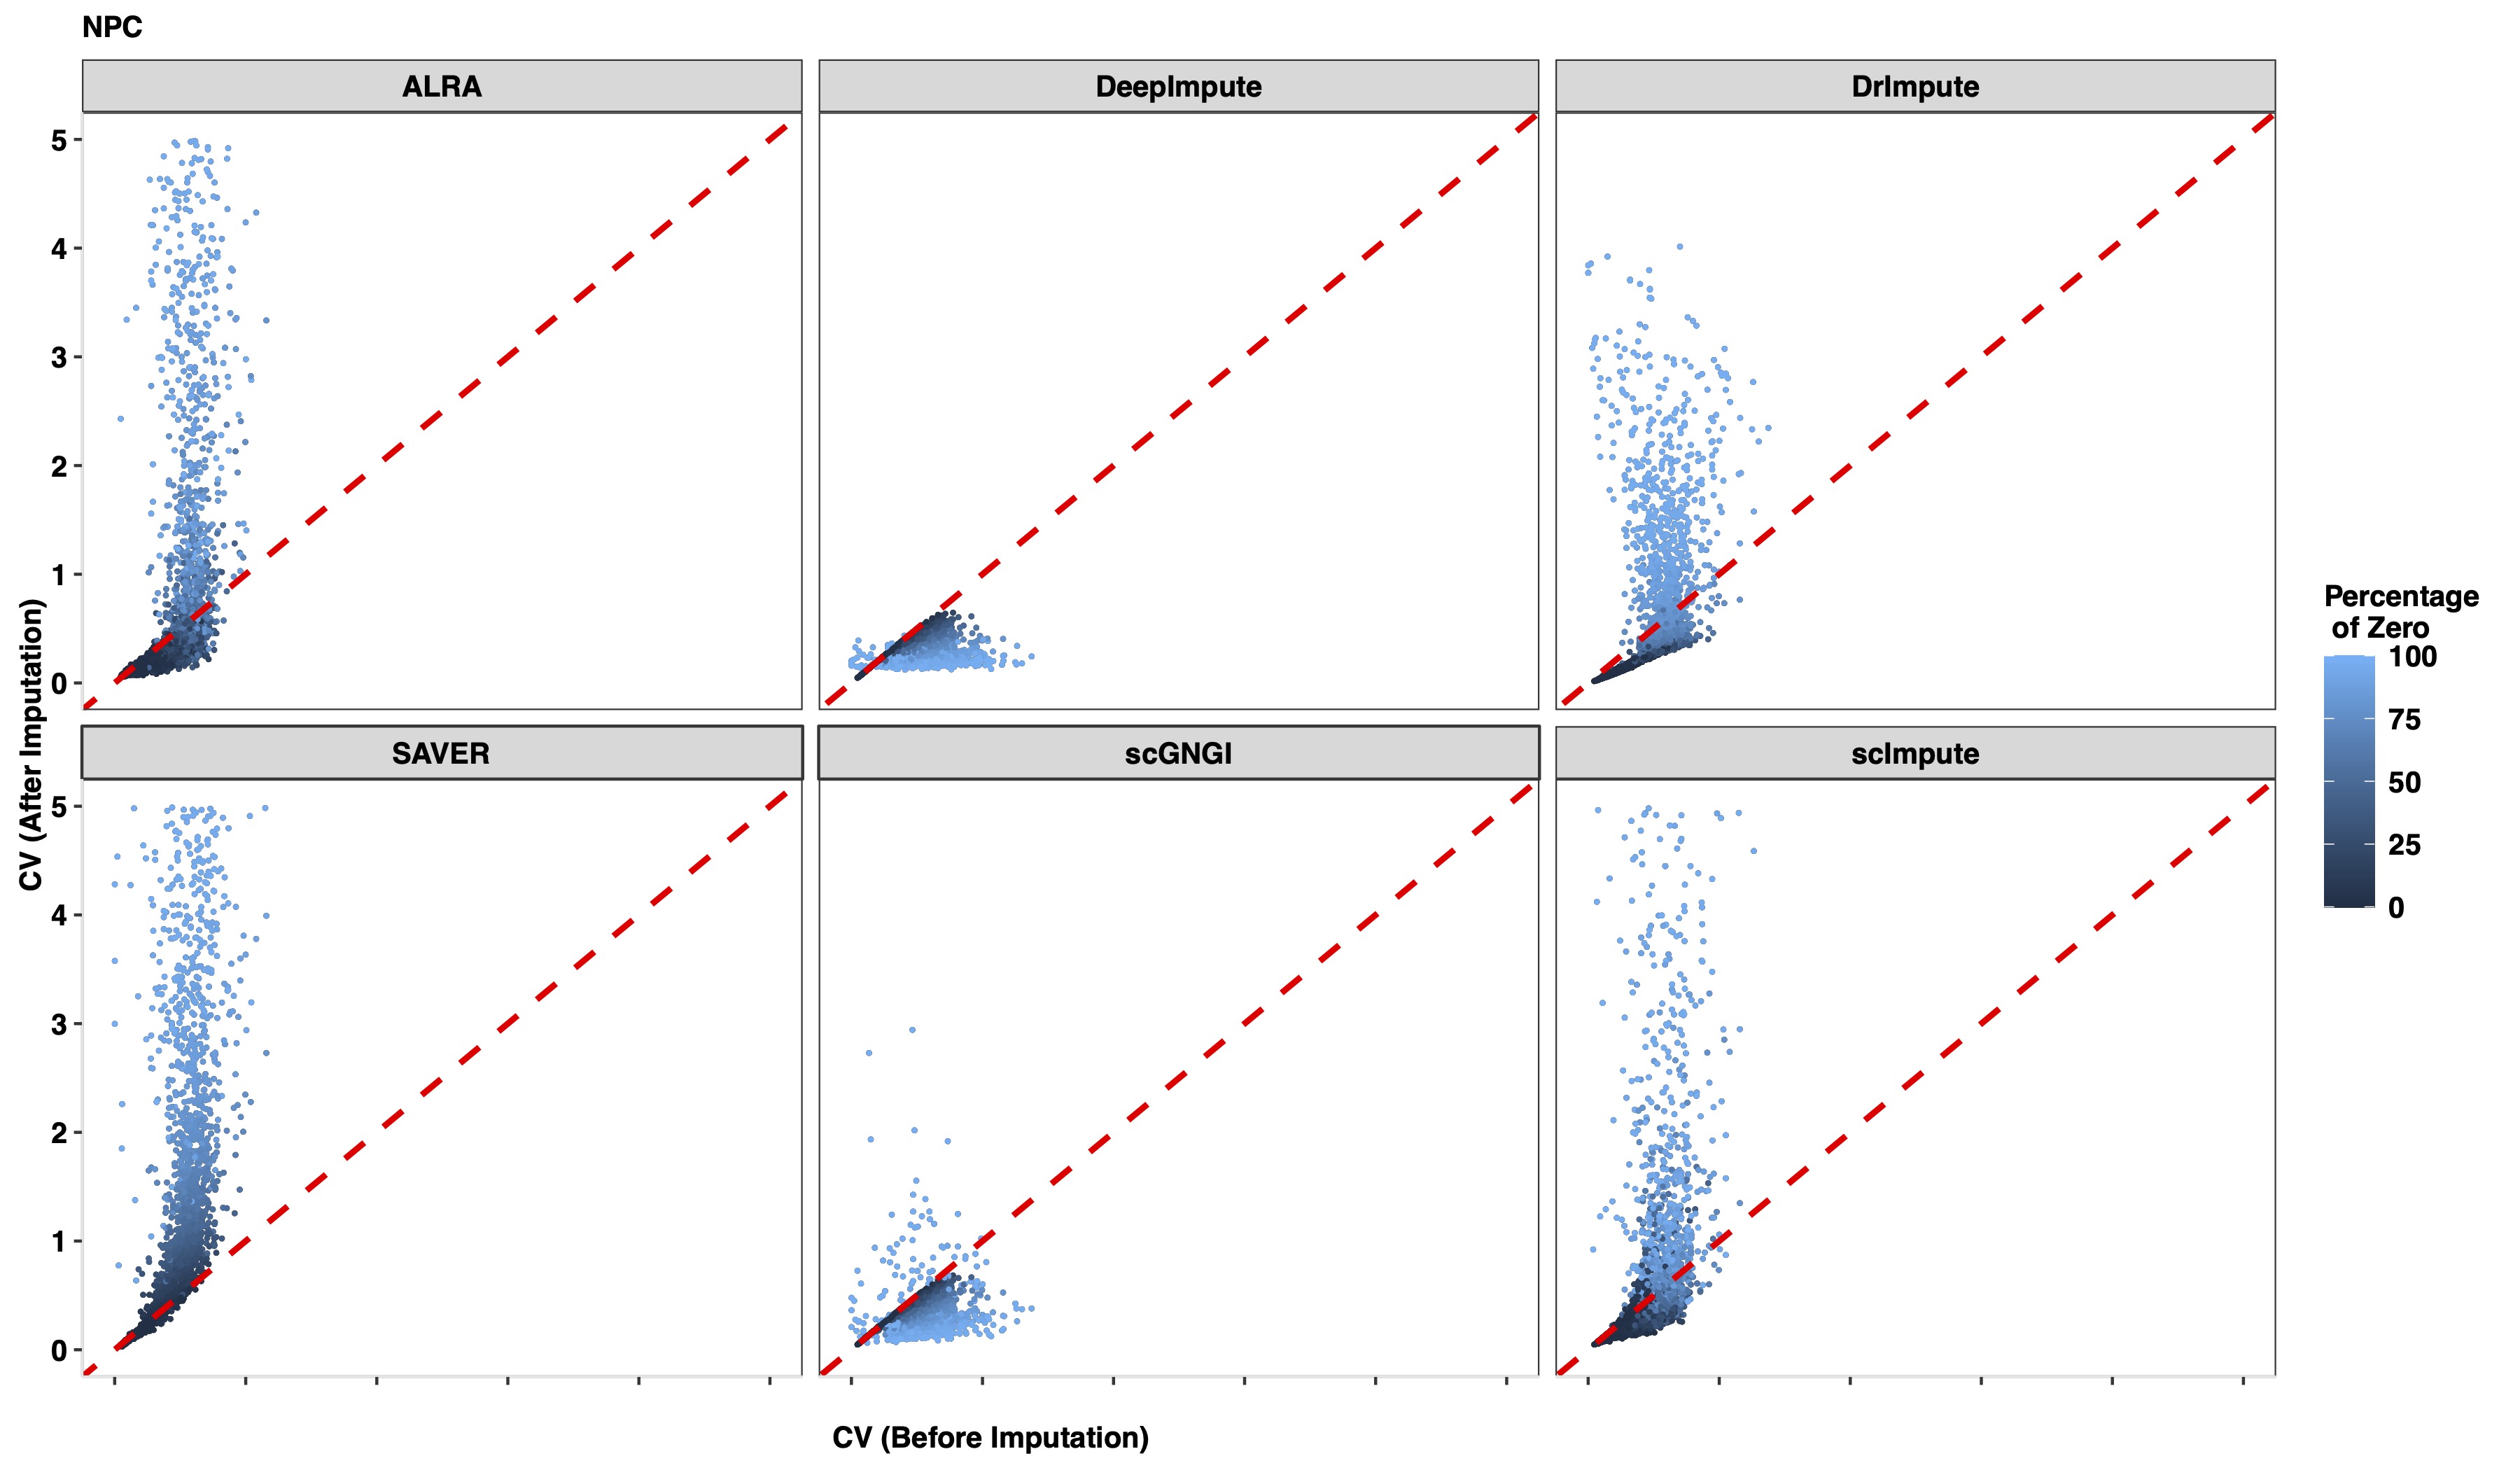 NPC
ALRA
DeepImpute
DrImpute
5
4
3
2
1
0
SAVER
scGNGI
scImpute
5
4
3
2
1
0
CV (After Imputation)
CV (Before Imputation)
Percentage
of Zero
100
75
50
25
0